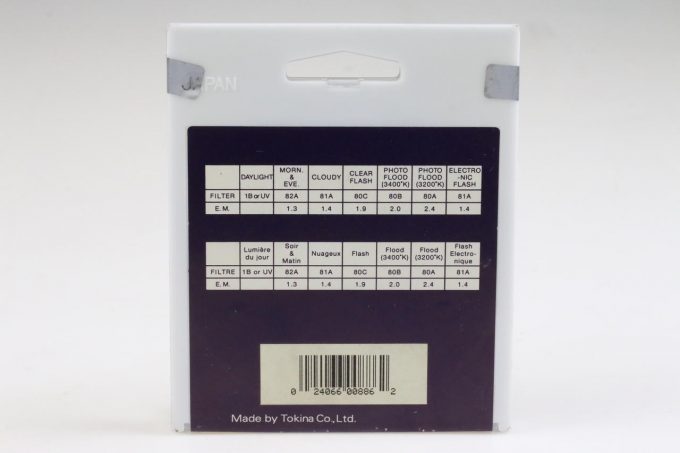 JAPAN
DAYLIGHT MORN. & EVE. CLOUDY CLEAR FLASH PHOTO FLOOD (3400°K) PHOTO FLOOD (3200°K) ELECTRO -NIC FLASH
FILTER 1B or UV 82A 81A 80C 80B 80A 81A
E.M. 1.3 1.4 1.9 2.0 2.4 1.4
Lumière du jour Soir & Matin Nuageux Flash Flood (3400°K) Flood (3200°K) Flash Electro- nique
FILTRE 1B or UV 82A 81A 80C 80B 80A 81A
E.M. 1.3 1.4 1.9 2.0 2.4 1.4
0 24066 00886 2
Made by Tokina Co., Ltd.